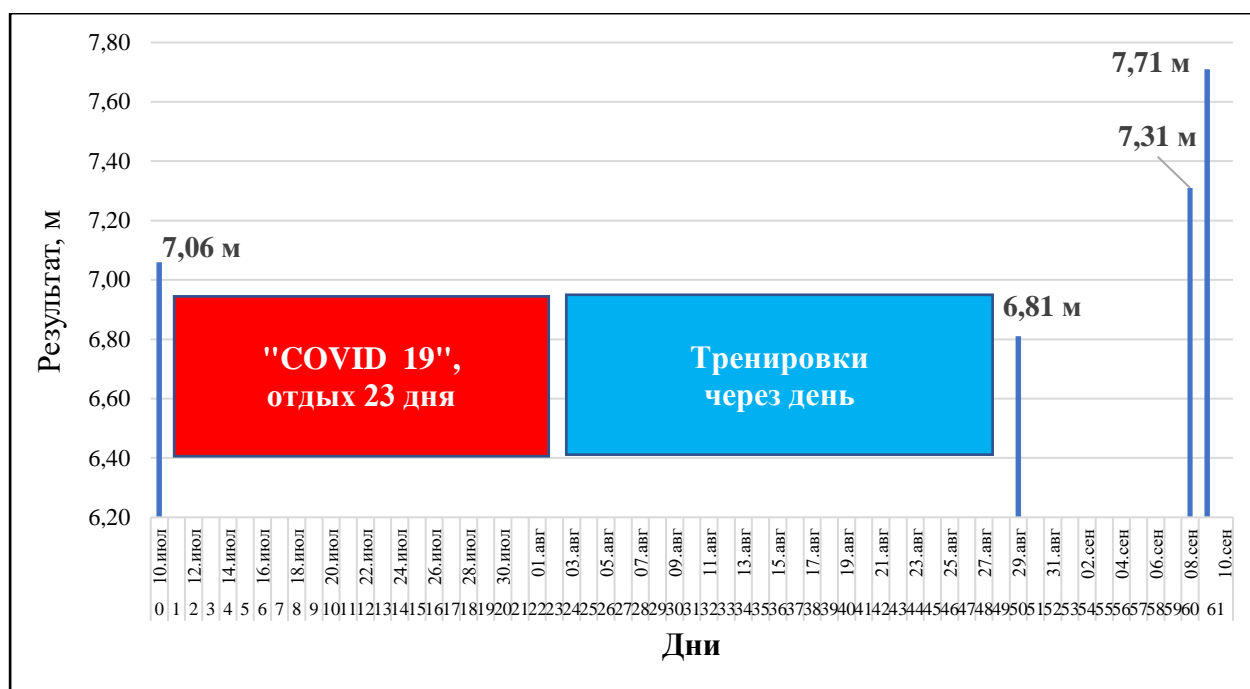 7,80
7,60
7,40
7,20
7,00
6,80
6,60
6,40
6,20
Результат, м
7,06 м
"COVID 19",
отдых 23 дня
Тренировки
через день
6,81 м
7,31 м
7,71 м
10.июл 12.июл 14.июл 16.июл 18.июл 20.июл 22.июл 24.июл 26.июл 28.июл 30.июл 01.авг 03.авг 05.авг 07.авг 09.авг 11.авг 13.авг 15.авг 17.авг 19.авг 21.авг 23.авг 25.авг 27.авг 29.авг 31.авг 02.сен 04.сен 06.сен 08.сен 10.сен
0 1 2 3 4 5 6 7 8 9 10 11 12 13 14 15 16 17 18 19 20 21 22 23 24 25 26 27 28 29 30 31 32 33 34 35 36 37 38 39 40 41 42 43 44 45 46 47 48 49 50 51 52 53 54 55 56 57 58 59 60 61
Дни